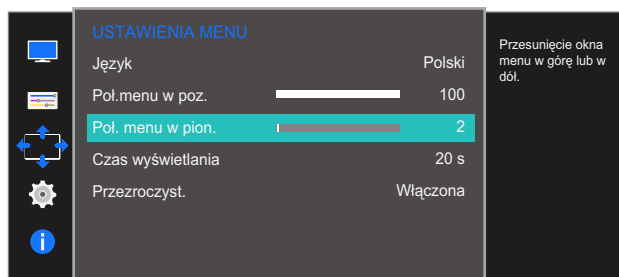 USTAWIENIA MENU
Język Polski
Poł.menu w poz. 100
Poł. menu w pion. 2
Czas wyświetlania 20 s
Przezroczyst. Włączona
Przesunięcie okna
menu w górę lub w
dół.